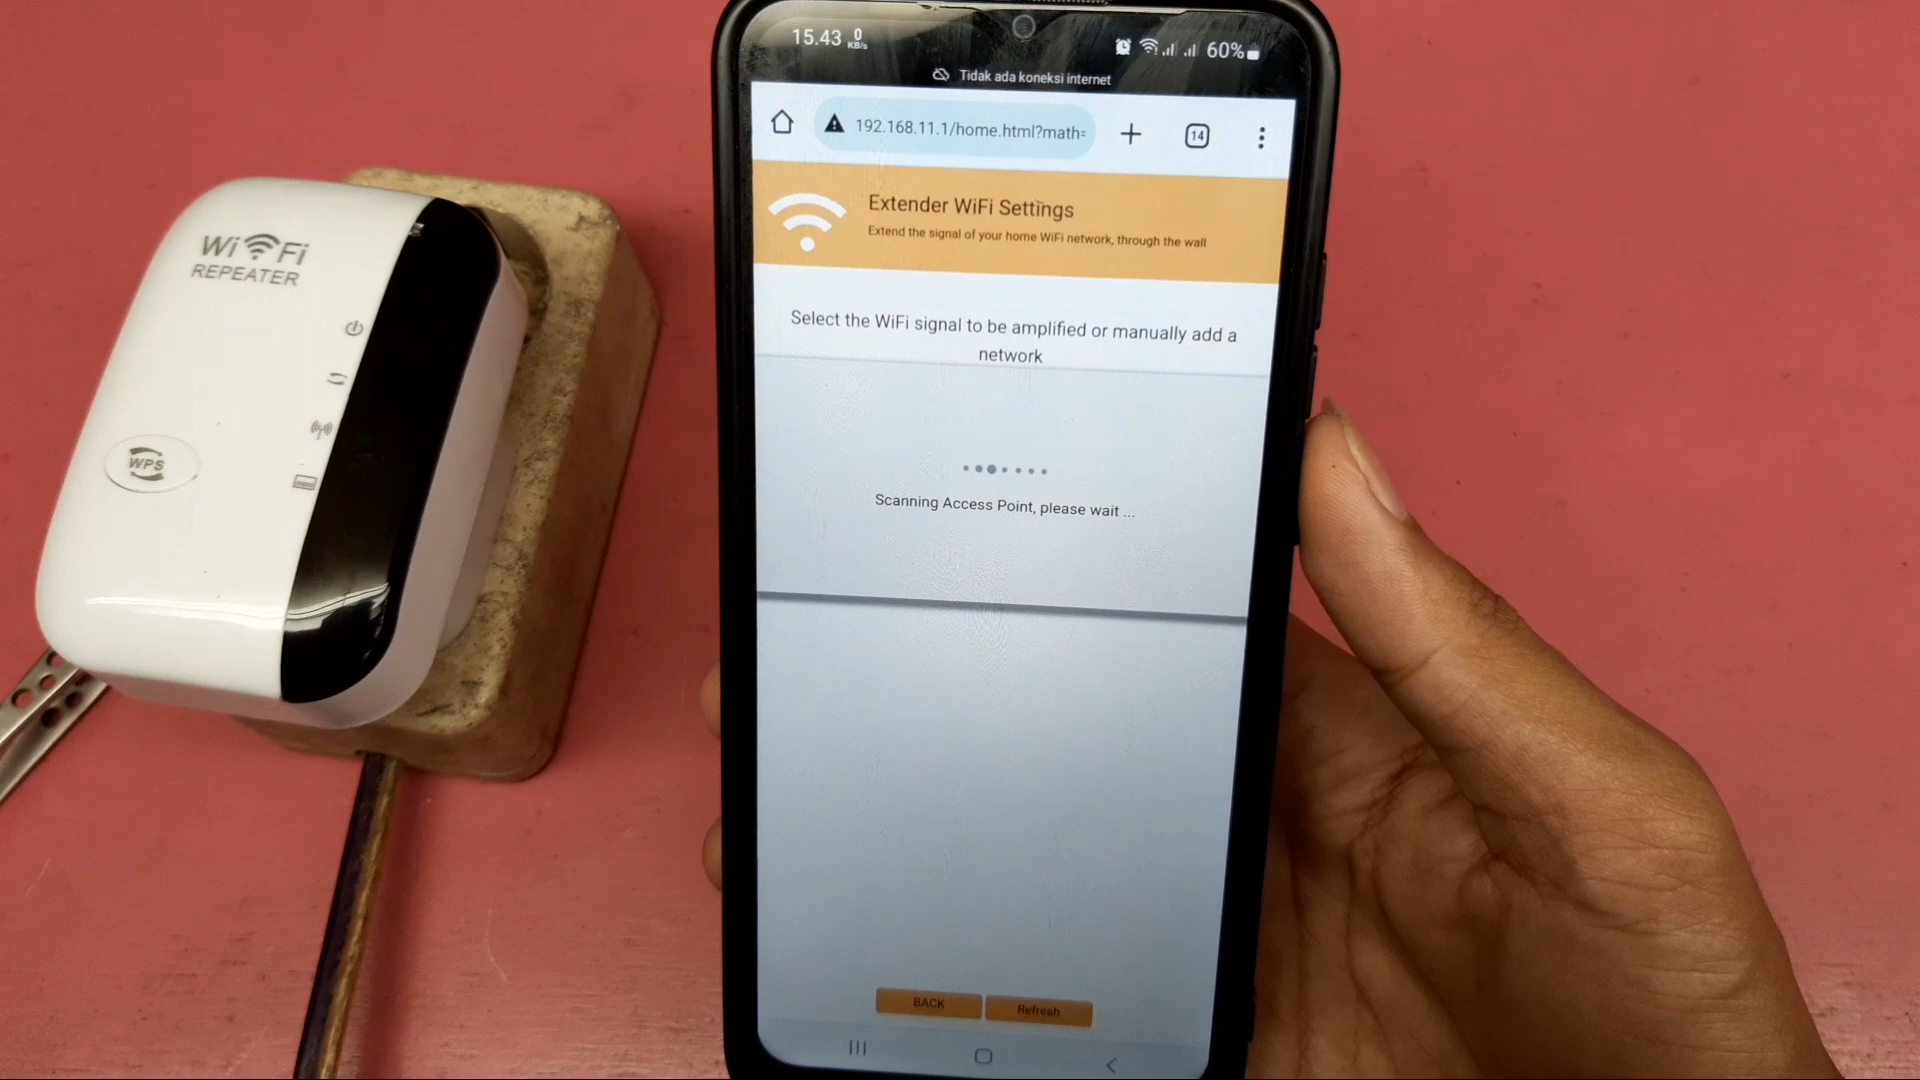 Wi Fi
REPEATER
WPS
15.43 0 KB/s 60%
Tidak ada koneksi internet
192.168.11.1/home.html?math=
14
Extender WiFi Settings
Extend the signal of your home WiFi network, through the wall
Select the WiFi signal to be amplified or manually add a
network
Scanning Access Point, please wait ...
BACK Refresh